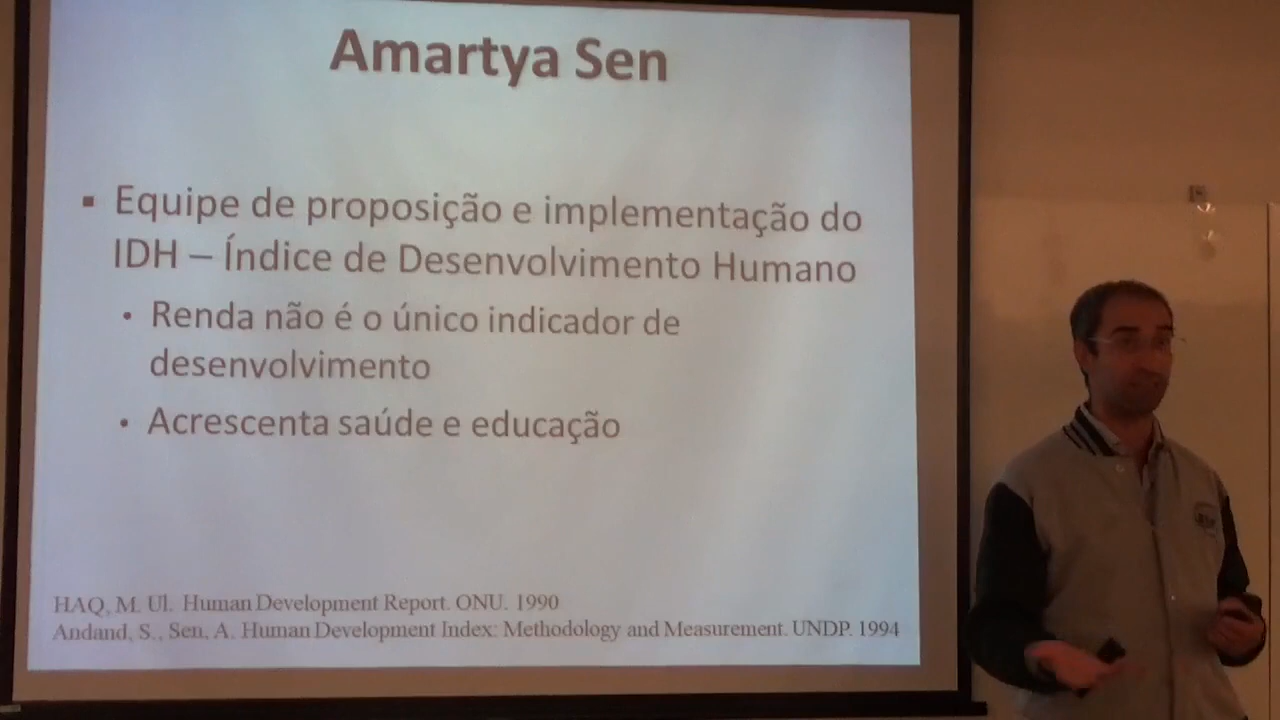 Amartya Sen
▪ Equipe de proposição e implementação do
IDH – Índice de Desenvolvimento Humano
• Renda não é o único indicador de
desenvolvimento
• Acrescenta saúde e educação
HAQ, M. Ul. Human Development Report. ONU. 1990
Andand, S., Sen, A. Human Development Index: Methodology and Measurement. UNDP. 1994